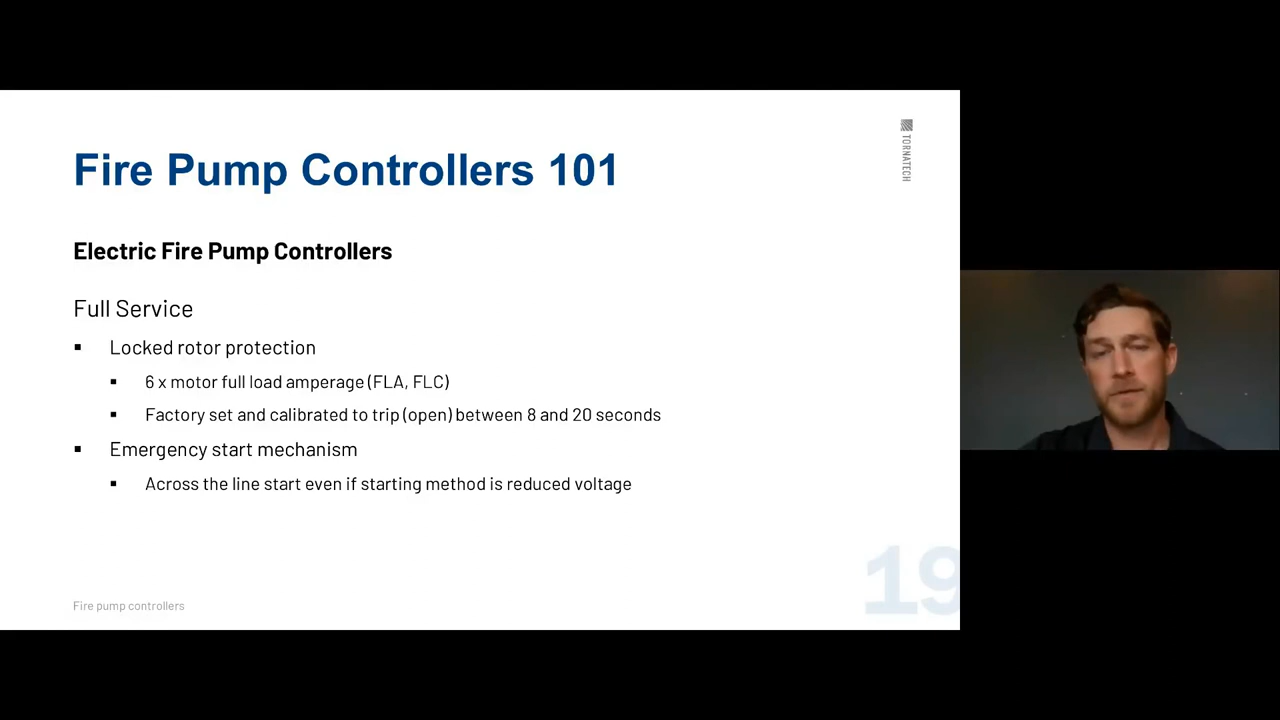 Fire Pump Controllers 101
TORNATECH
Electric Fire Pump Controllers
Full Service
Locked rotor protection
6 x motor full load amperage (FLA, FLC)
Factory set and calibrated to trip (open) between 8 and 20 seconds
Emergency start mechanism
Across the line start even if starting method is reduced voltage
Fire pump controllers
19